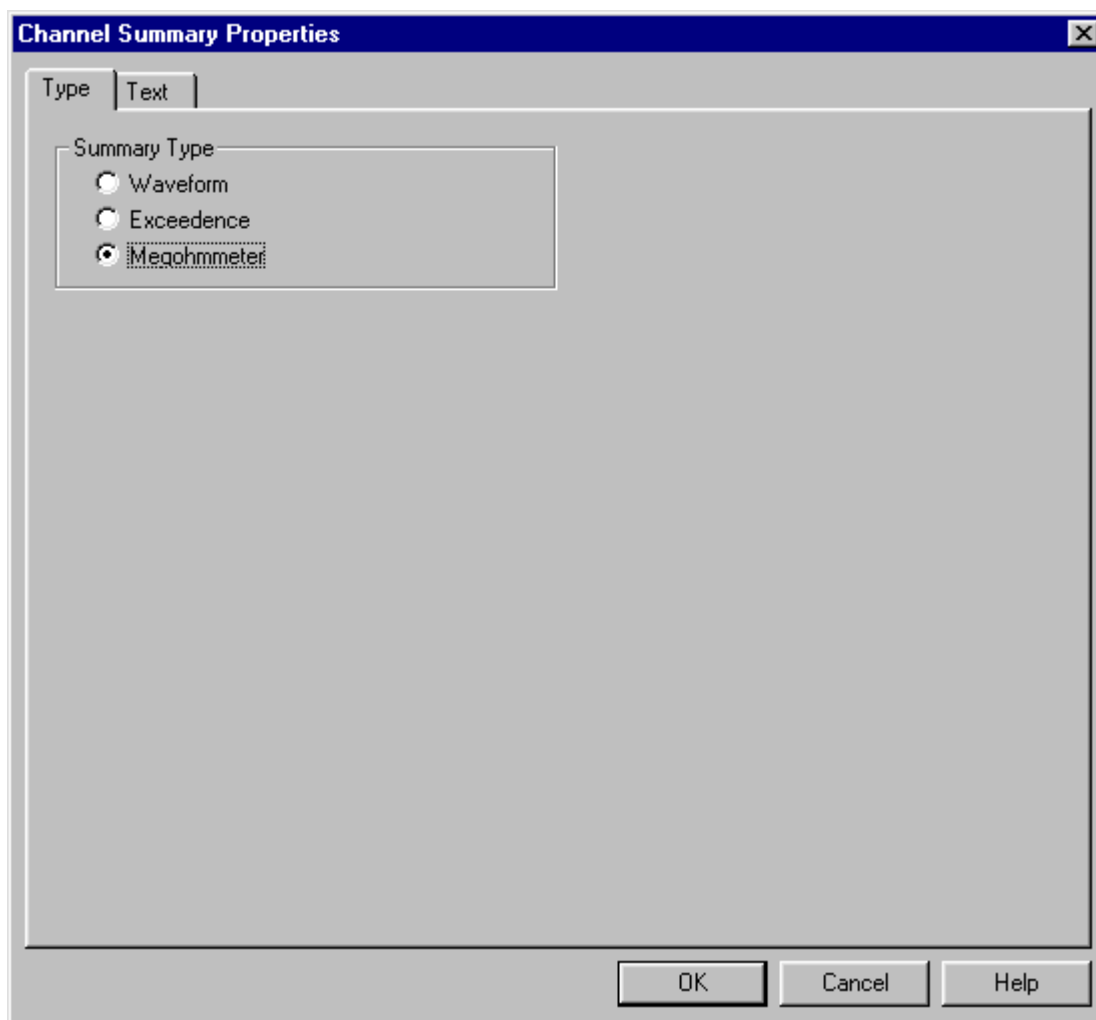 Channel Summary Properties
Type Text
Summary Type
Waveform
Exceedence
Megohmmeter
OK Cancel Help